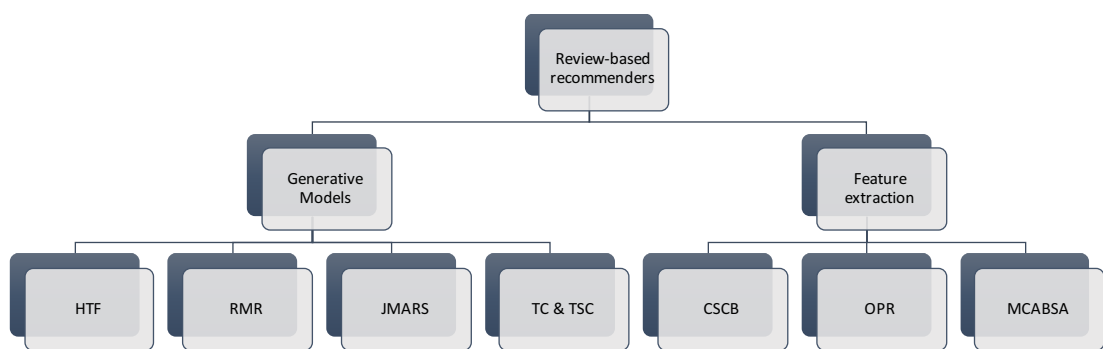 Review-based
recommenders
Generative
Models
Feature
extraction
HTF
RMR
JMARS
TC & TSC
CSCB
OPR
MCABSA